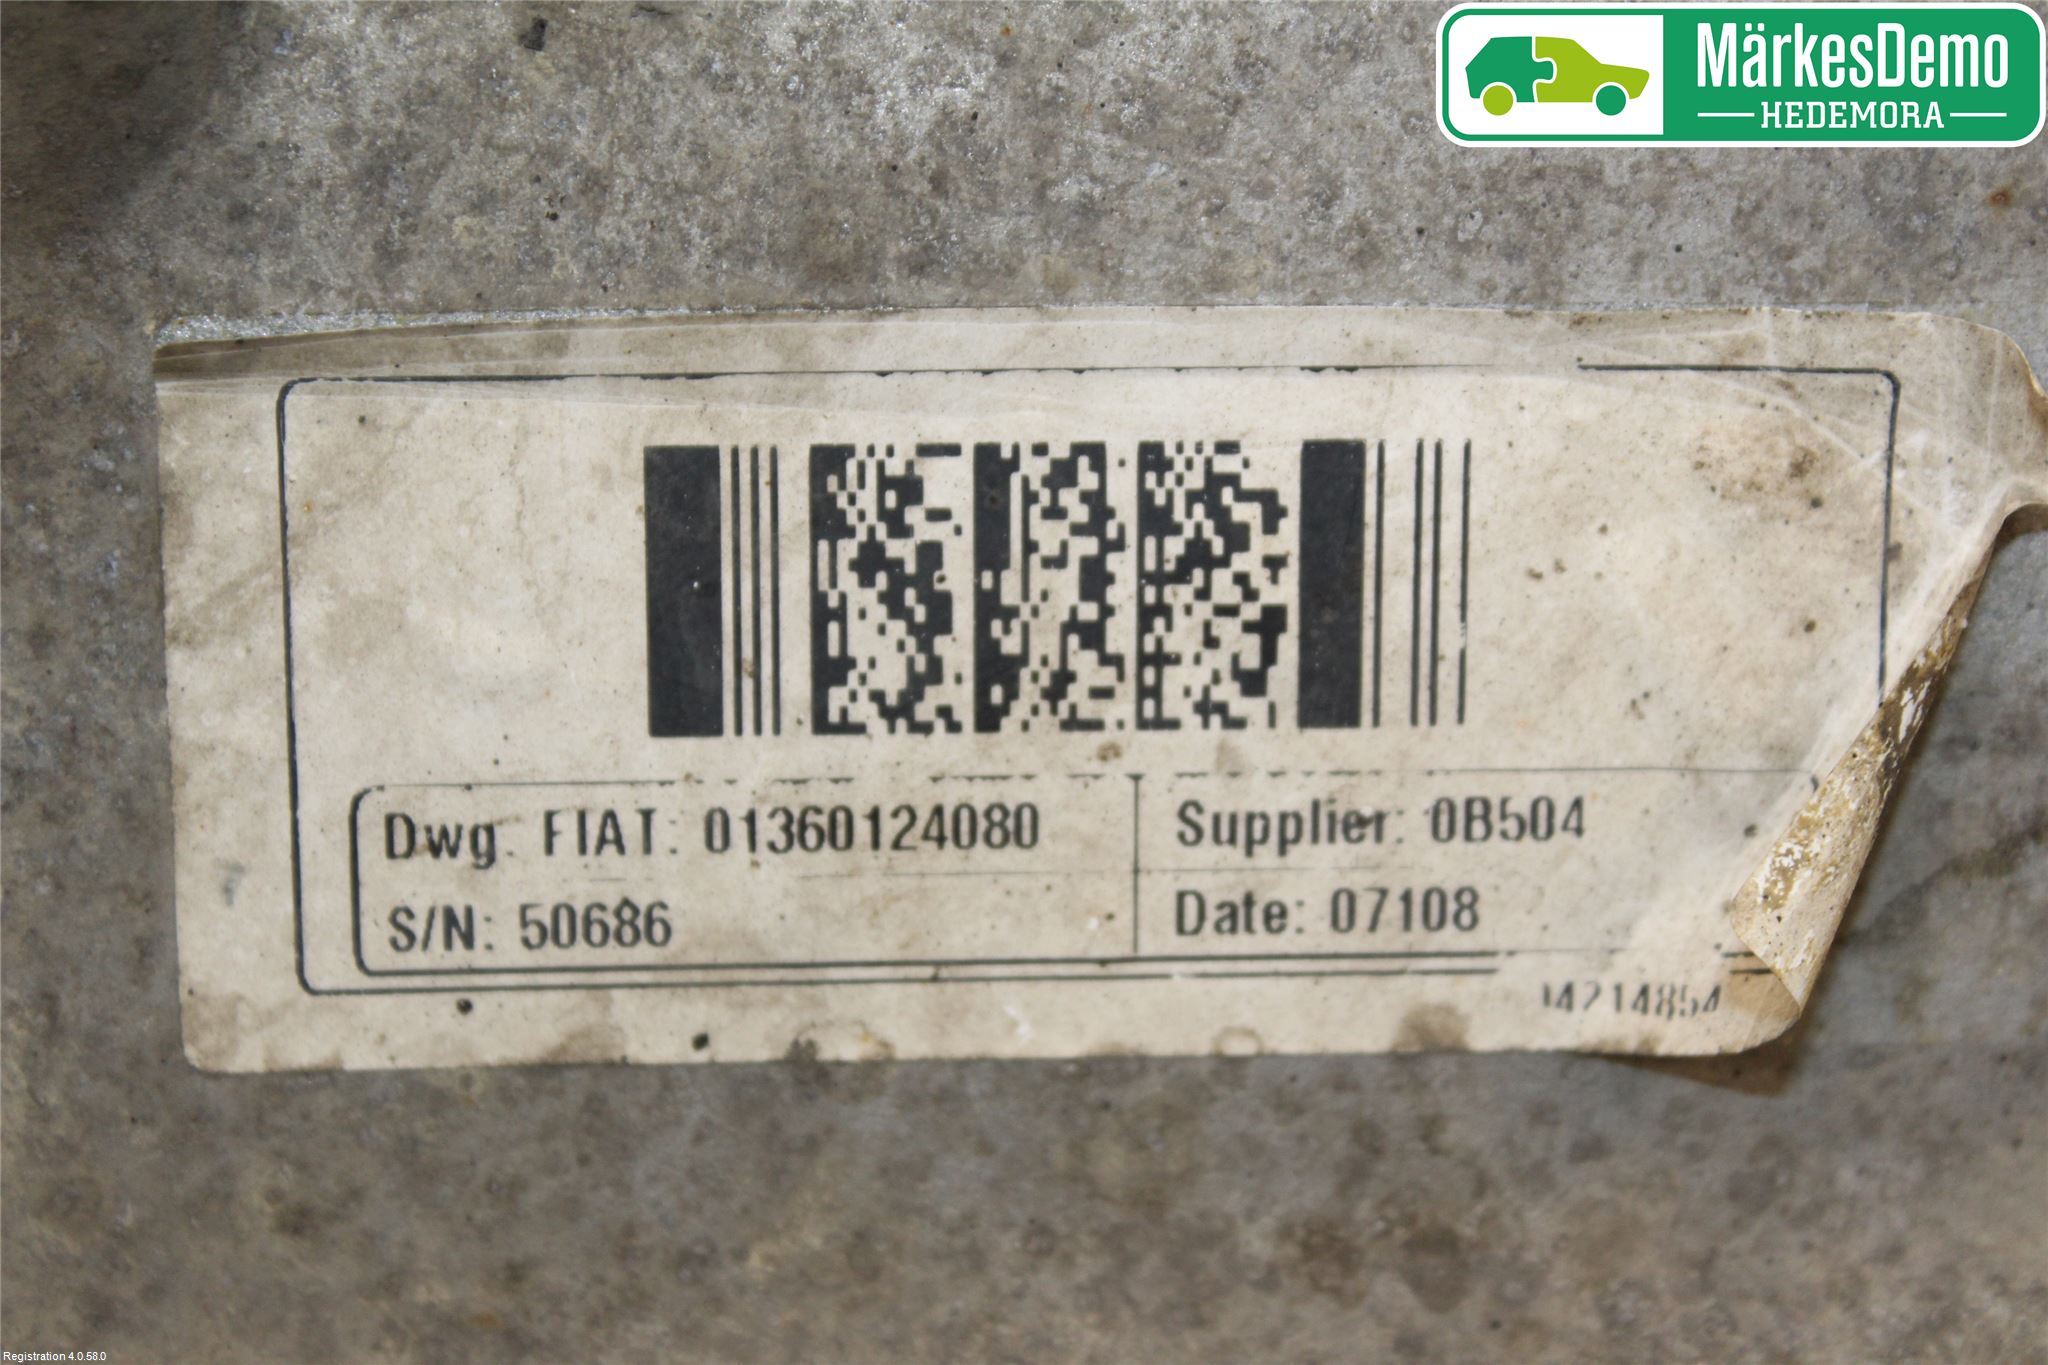 MärkesDemo
HEDEMORA
Dwg. FIAT: 01360124080
Supplier: 0B504
S/N: 50686
Date: 07108
Registration 4.0.58.0